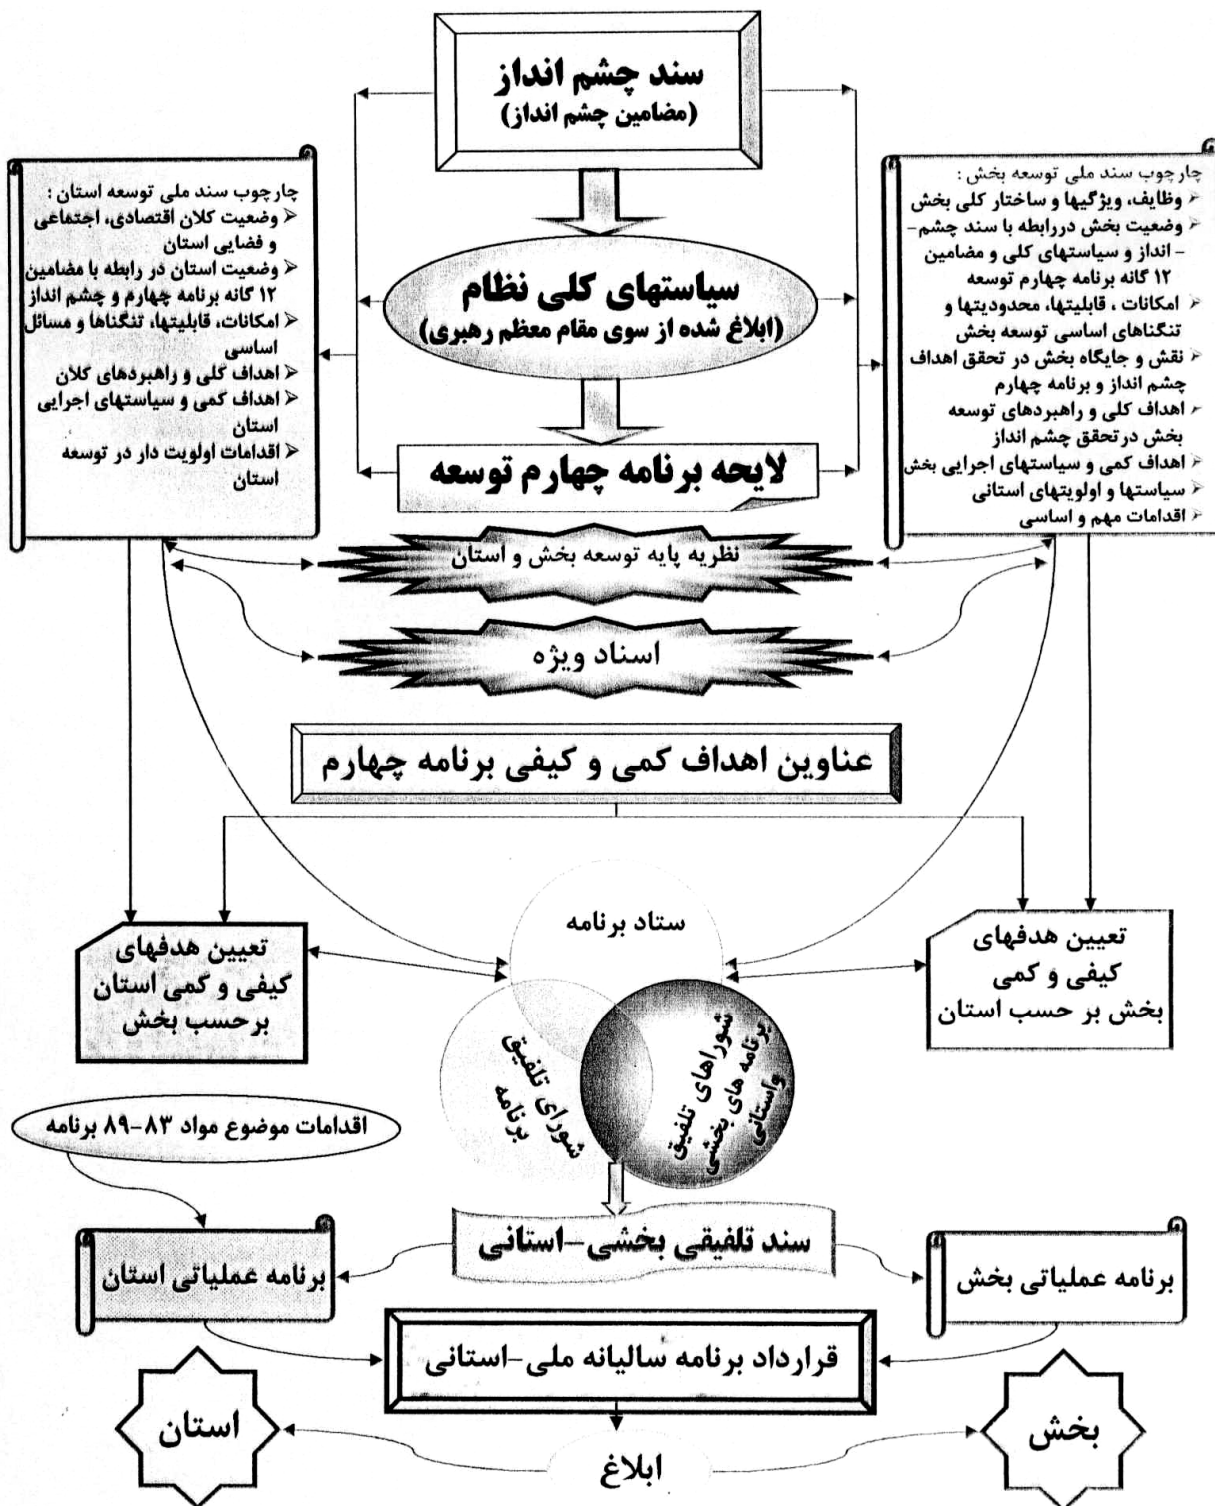 سند چشم انداز
(مضامین چشم انداز)
چارچوب سند ملی توسعه بخش :
وظایف، ویژگیها و ساختار کلی بخش
وضعیت بخش دررابطه با سند چشم–
– انداز و سیاستهای کلی و مضامین
۱۲ گانه برنامه چهارم توسعه
امکانات ، قابلیتها، محدودیتها و
تنگناهای اساسی توسعه بخش
نقش و جایگاه بخش در تحقق اهداف
چشم انداز و برنامه چهارم
اهداف کلی و راهبردهای توسعه
بخش در تحقق چشم انداز
اهداف کمی و سیاستهای اجرایی بخش
سیاستها و اولویتهای استانی
اقدامات مهم و اساسی
سیاستهای کلی نظام
(ابلاغ شده از سوی مقام معظم رهبری)
چارچوب سند ملی توسعه استان :
وضعیت کلان اقتصادی، اجتماعی
و فضایی استان
وضعیت استان در رابطه با مضامین
۱۲ گانه برنامه چهارم و چشم انداز
امکانات، قابلیتها، تنگناها و مسائل
اساسی
اهداف کلی و راهبردهای کلان
اهداف کمی و سیاستهای اجرایی
استان
اقدامات اولویت دار در توسعه
استان
لایحه برنامه چهارم توسعه
نظریه پایه توسعه بخش و استان
اسناد ویژه
عناوین اهداف کمی و کیفی برنامه چهارم
تعیین هدفهای
کیفی و کمی
بخش بر حسب استان
ستاد برنامه
تعیین هدفهای
کیفی و کمی استان
برحسب بخش
شوراهای تلفیق
برنامه های بخشی
واستانی
شورای تلفیق
برنامه
اقدامات موضوع مواد ۸۳–۸۹ برنامه
سند تلفیقی بخشی–استانی
برنامه عملیاتی بخش
برنامه عملیاتی استان
قرارداد برنامه سالیانه ملی–استانی
بخش
ابلاغ
استان